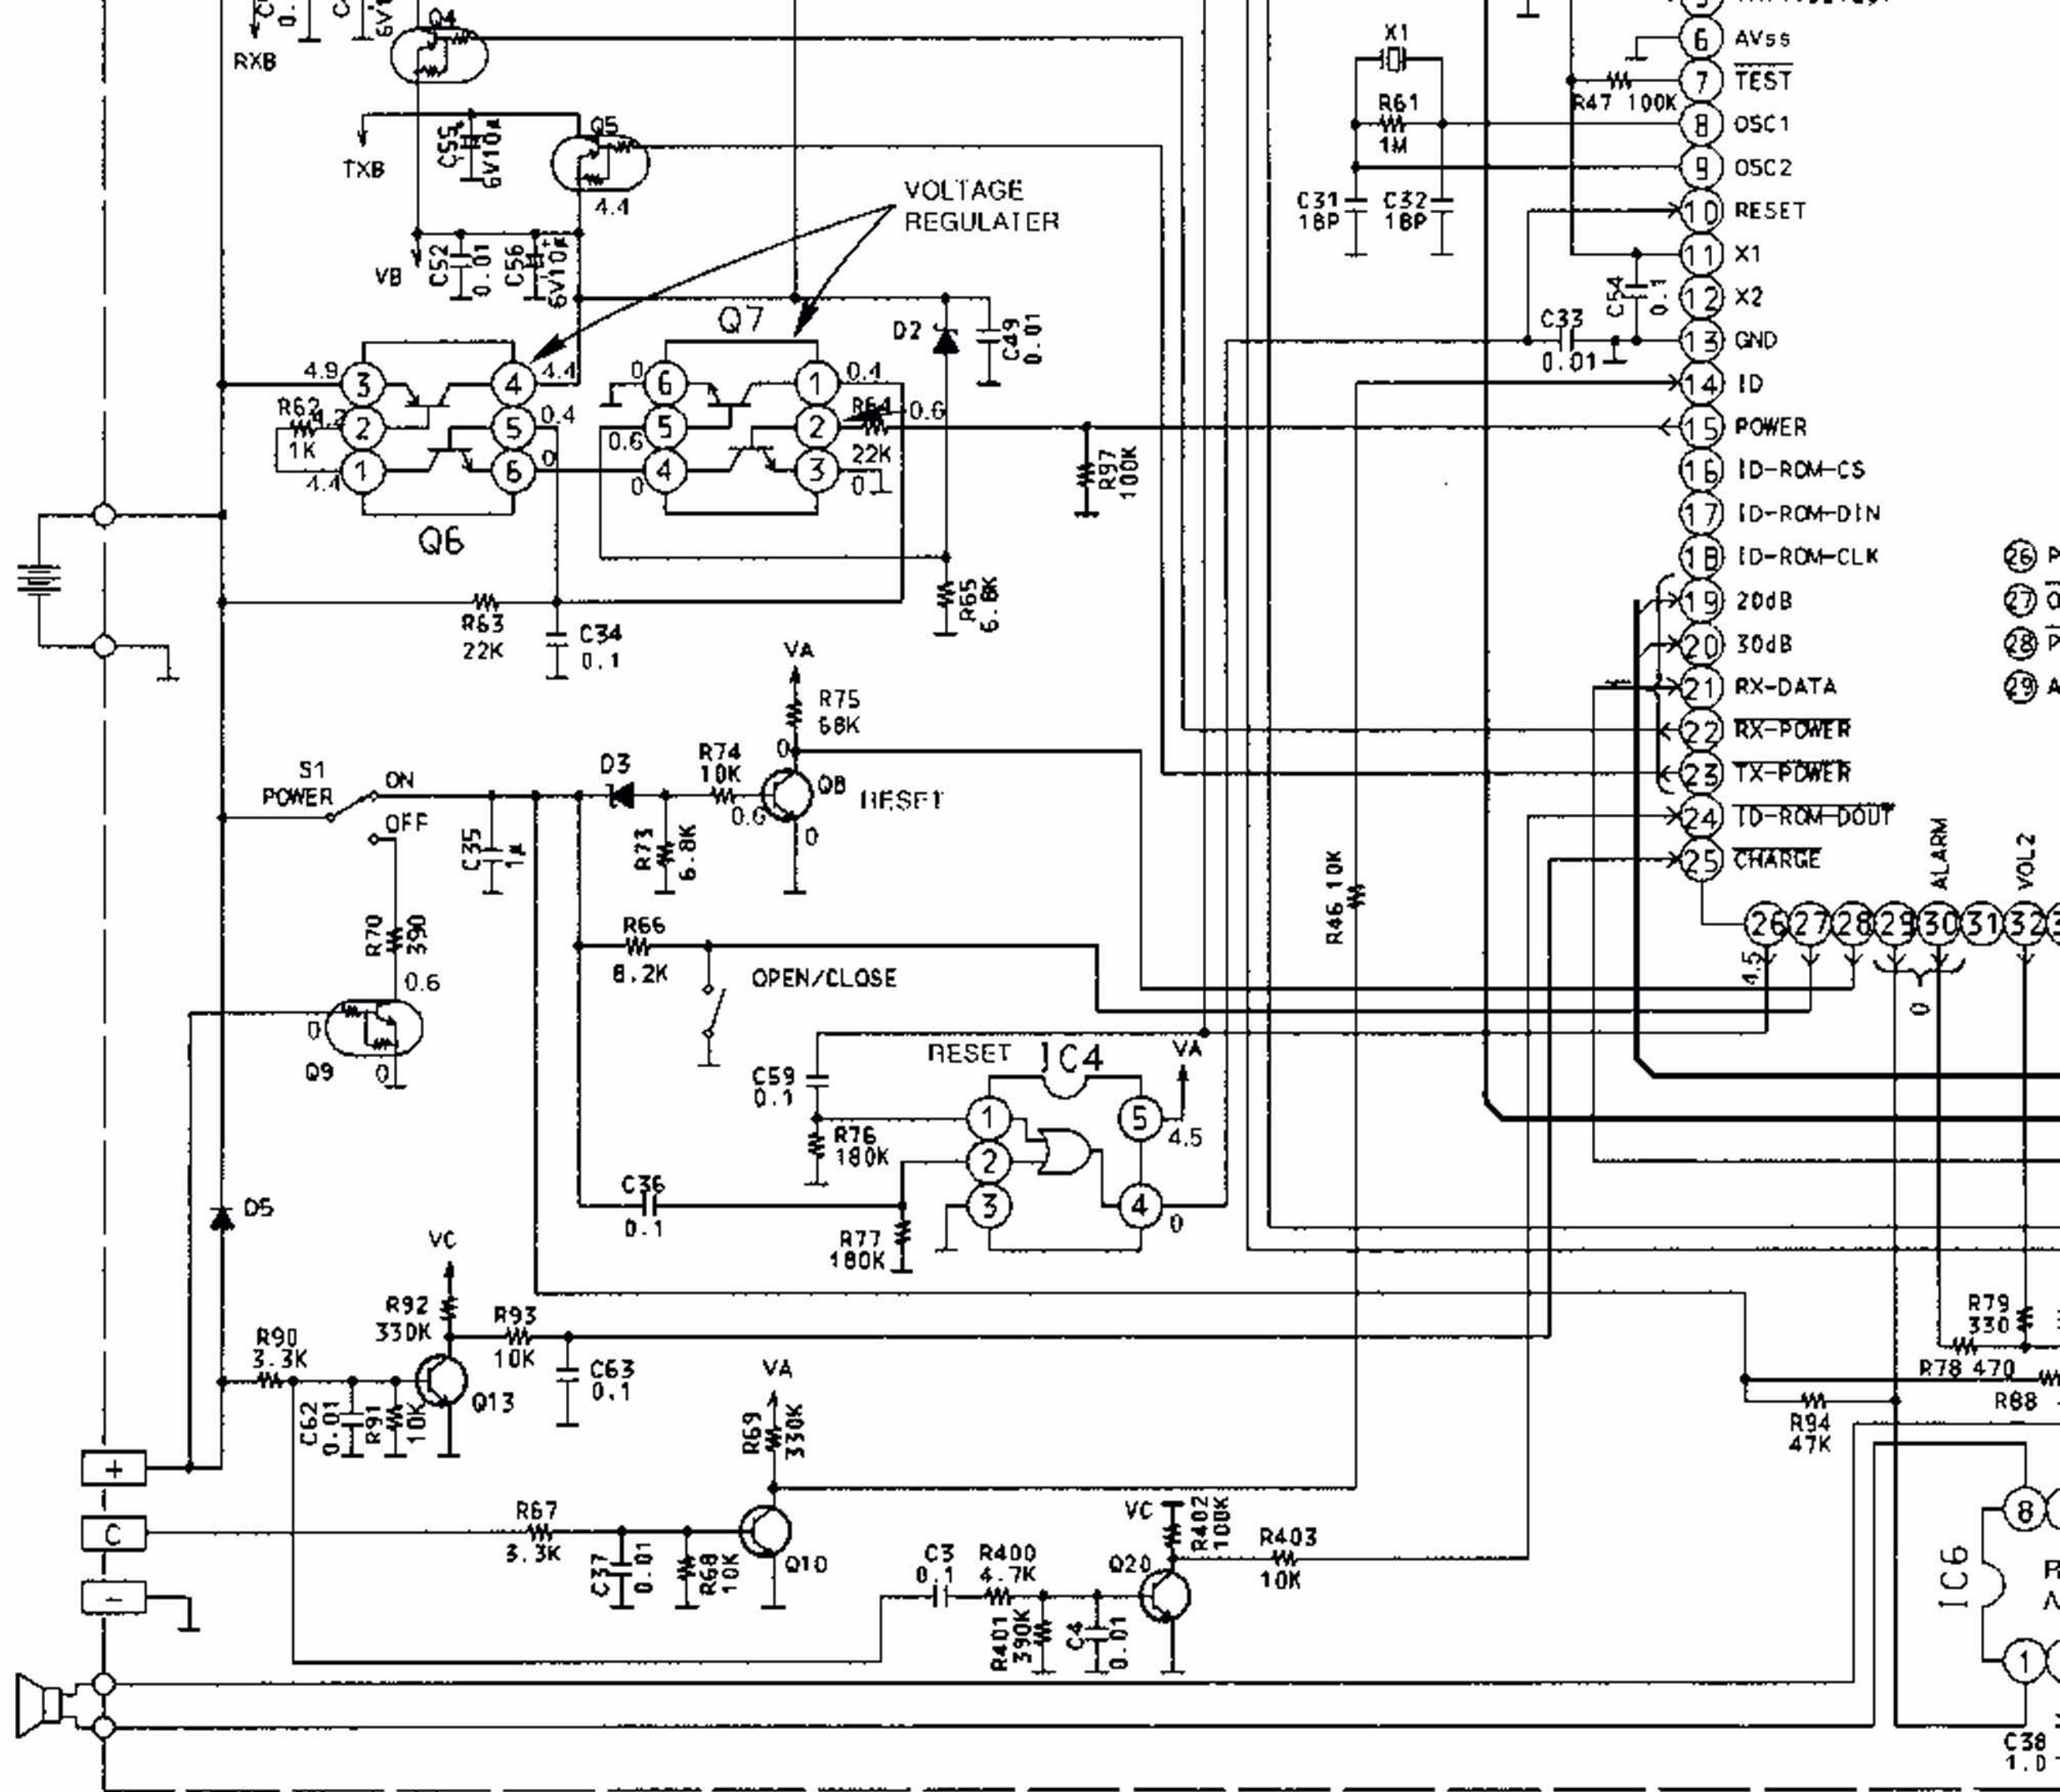 Q4
RXB
6V10μ
TXB
C55
6V10μ
Q5
4.4
VOLTAGE
REGULATER
VB
C52
0.01
C56
6V10μ
Q7
D2
C49
0.01
4.9
3
4
4.4
0
6
1
0.4
R62
4.2
1K
2
5
0.4
0.6
5
2
R64
0.6
22K
1
4.4
6
0
4
0
3
0
Q6
R97
100K
R63
22K
C34
0.1
R65
6.8K
X1
R61
1M
C31
18P
C32
18P
R47 100K
C54
0.1
C33
0.01
6 AVss
7 TEST
8 OSC1
9 OSC2
10 RESET
11 X1
12 X2
13 GND
14 ID
15 POWER
16 ID-ROM-CS
17 ID-ROM-DIN
18 ID-ROM-CLK
19 20dB
20 30dB
21 RX-DATA
22 RX-POWER
23 TX-POWER
24 ID-ROM-DOUT
25 CHARGE
26 P
27
28 P
29 A
VA
R75
68K
0
Q8
RESET
0
0.6
R74
10K
D3
R73
6.8K
C35
1μ
S1
POWER
ON
OFF
R70
390
0.6
0
Q9
0
R66
8.2K
OPEN/CLOSE
R46 10K
ALARM
VOL2
26 27 28 29 30 31 32
4.5
0
RESET
IC4
VA
C59
0.1
R76
180K
1
2
3
5
4.5
4
0
C36
0.1
R77
180K
D5
VC
R92
330K
R93
10K
R90
3.3K
C62
0.01
R91
10K
Q13
C63
0.1
VA
R69
330K
R79
330
R78 470
R88
R94
47K
+
C
-
R67
3.3K
C37
0.01
R68
10K
Q10
C3
0.1
R400
4.7K
R401
390K
C4
0.01
Q20
VC
R402
100K
R403
10K
IC6
8
1
C38
1.0